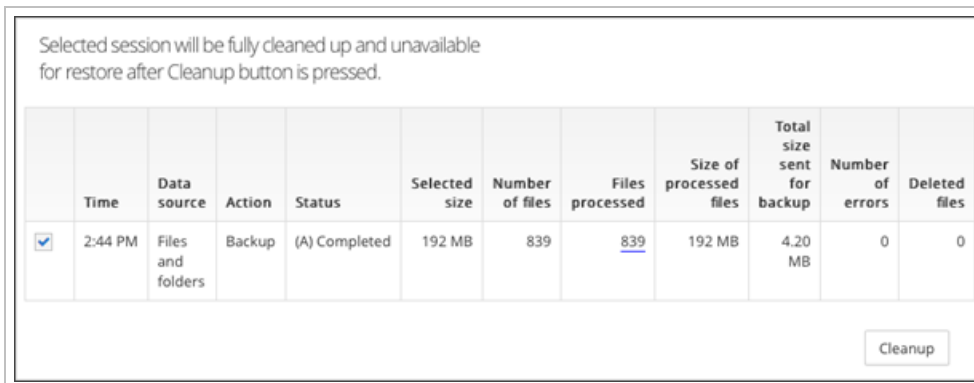 Selected session will be fully cleaned up and unavailable
for restore after Cleanup button is pressed.
Time Data source Action Status Selected size Number of files Files processed Size of processed files Total size sent for backup Number of errors Deleted files
2:44 PM Files and folders Backup (A) Completed 192 MB 839 839 192 MB 4.20 MB 0 0
Cleanup